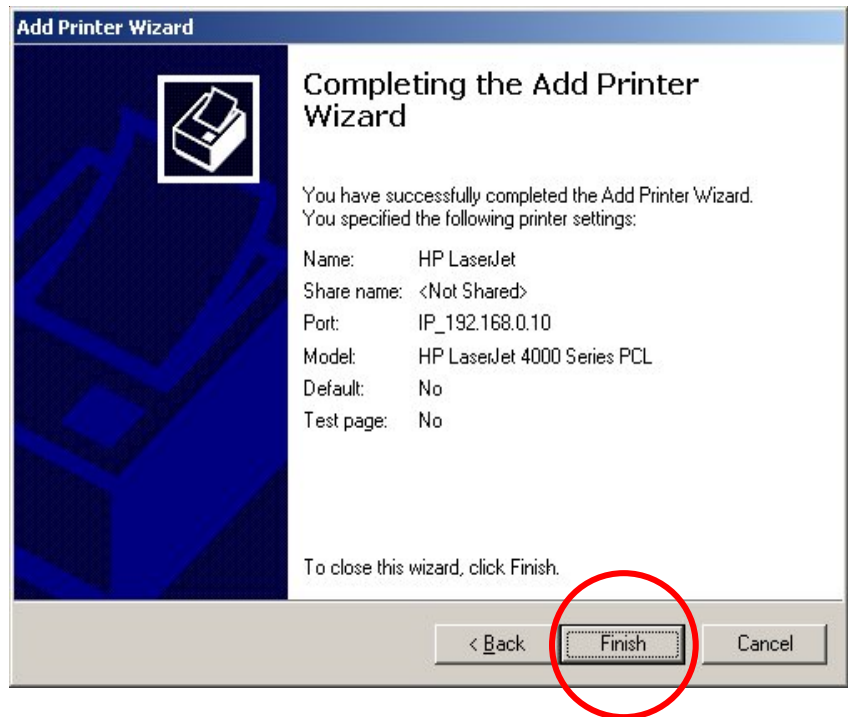 Add Printer Wizard
Completing the Add Printer
Wizard
You have successfully completed the Add Printer Wizard.
You specified the following printer settings:
Name: HP LaserJet
Share name: <Not Shared>
Port: IP_192.168.0.10
Model: HP LaserJet 4000 Series PCL
Default: No
Test page: No
To close this wizard, click Finish.
< Back Finish Cancel